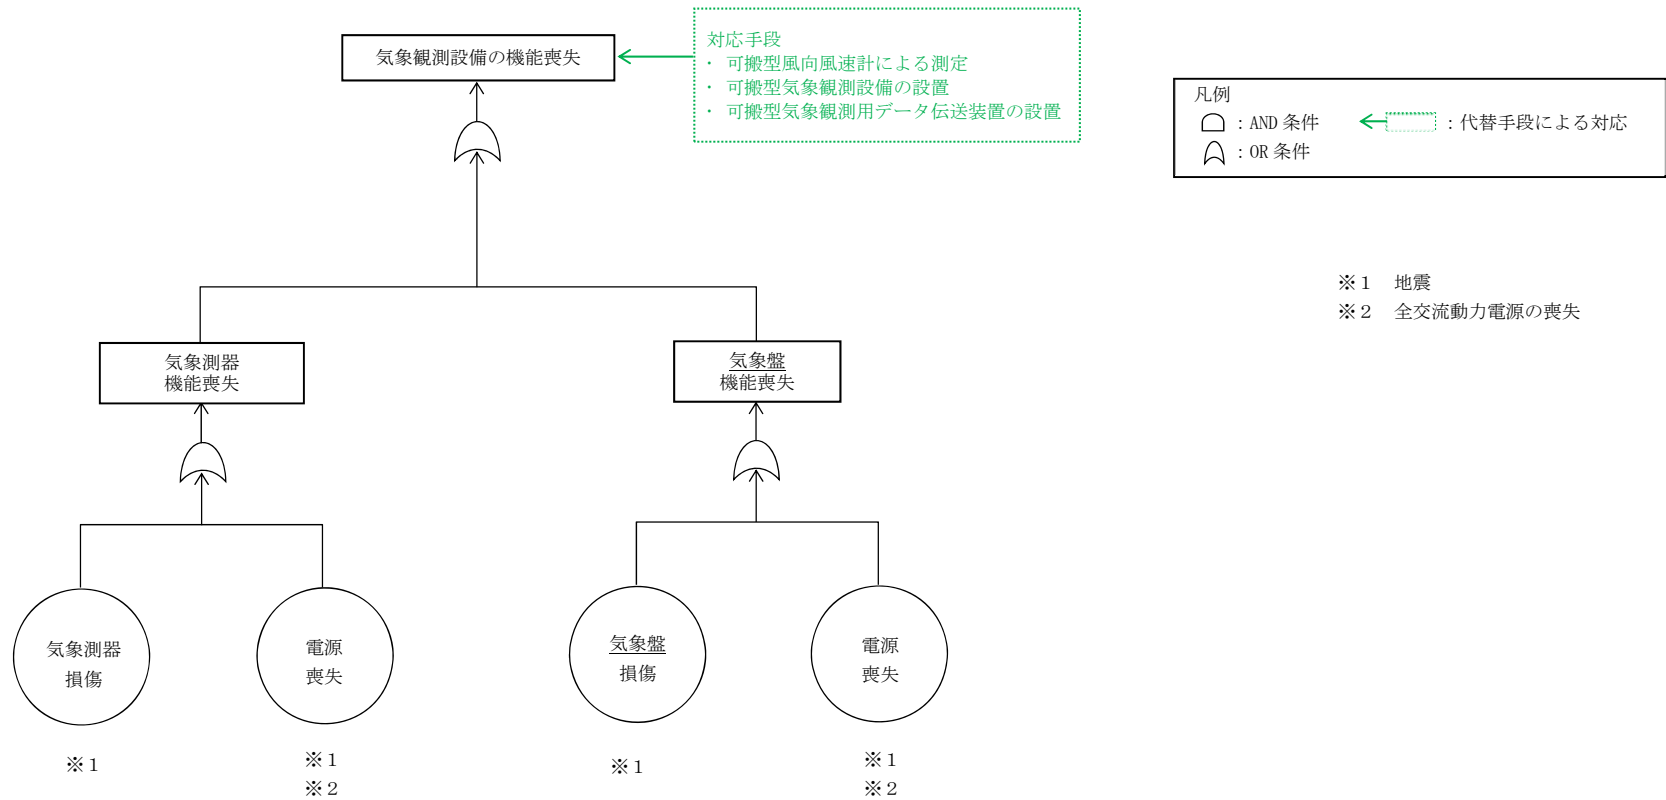 気象観測設備の機能喪失
対応手段
・ 可搬型風向風速計による測定
・ 可搬型気象観測設備の設置
・ 可搬型気象観測用データ伝送装置の設置
凡例
：AND 条件
：代替手段による対応
：OR 条件
※１ 地震
※２ 全交流動力電源の喪失
気象測器
機能喪失
気象盤
機能喪失
気象測器
損傷
電源
喪失
気象盤
損傷
電源
喪失
※１
※１
※２
※１
※１
※２